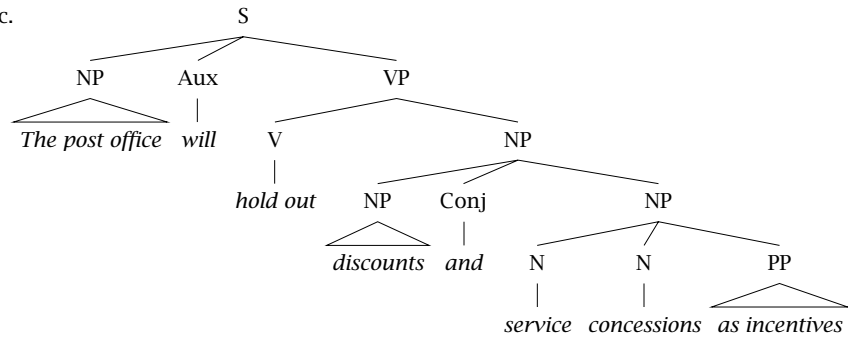 c. S
NP Aux VP
The post office will V NP
hold out NP Conj NP
discounts and N N PP
service concessions as incentives